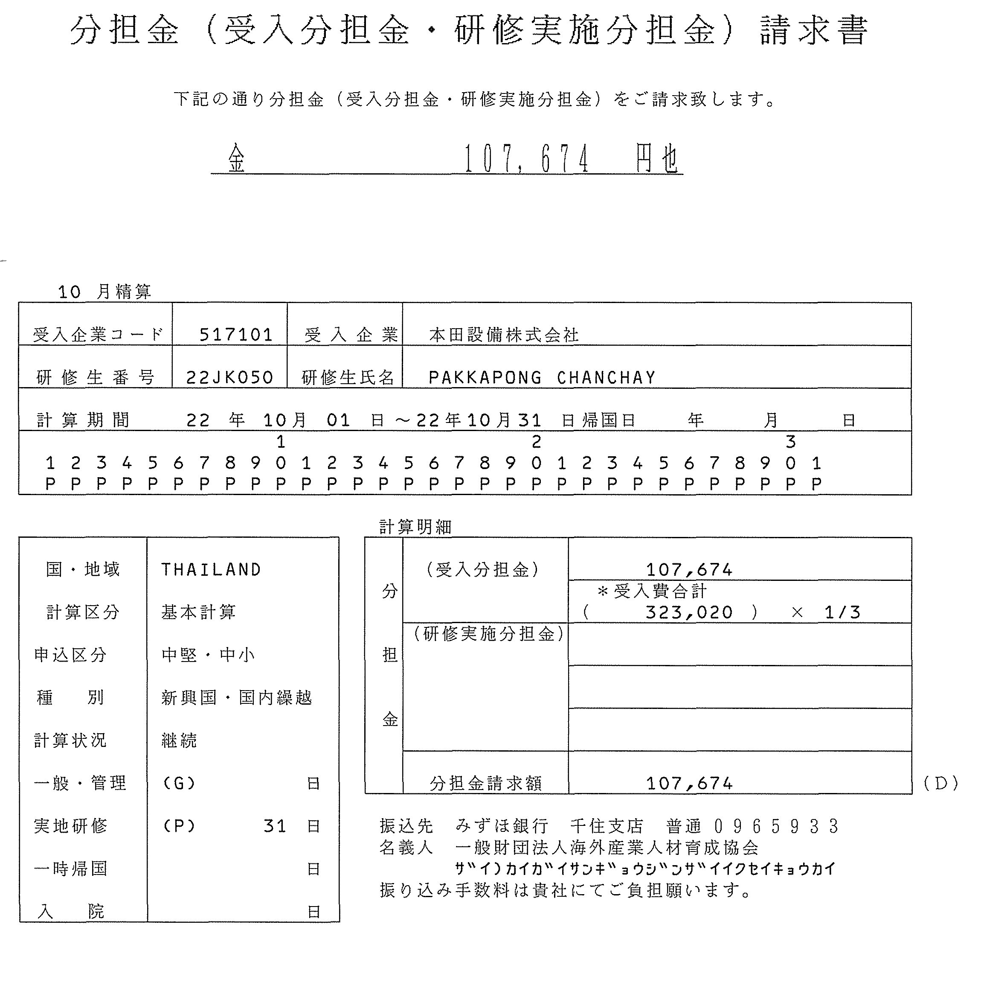 分担金（受入分担金・研修実施分担金）請求書
下記の通り分担金（受入分担金・研修実施分担金）をご請求致します。
金 107,674 円也
10 月精算
受入企業コード 517101 受入企業 本田設備株式会社
研修生番号 22JK050 研修生氏名 PAKKAPONG CHANCHAY
計算期間 22 年 10月 01 日 ～22年10月31 日 帰国日 年 月 日
1 2 3
1 2 3 4 5 6 7 8 9 0 1 2 3 4 5 6 7 8 9 0 1 2 3 4 5 6 7 8 9 0 1
P P P P P P P P P P P P P P P P P P P P P P P P P P P P P P P
国・地域 THAILAND
計算区分 基本計算
申込区分 中堅・中小
種別 新興国・国内繰越
計算状況 継続
一般・管理 (G) 日
実地研修 (P) 31 日
一時帰国 日
入院 日
計算明細
分担金
（受入分担金） 107,674
＊受入費合計
( 323,020 ) × 1/3
（研修実施分担金）
分担金請求額 107,674 (D)
振込先 みずほ銀行 千住支店 普通 0965933
名義人 一般財団法人海外産業人材育成協会
ｻﾞｲ)ｶｲｶﾞｲｻﾝｷﾞｮｳｼﾞﾝｻﾞｲｲｸｾｲｷｮｳｶｲ
振り込み手数料は貴社にてご負担願います。